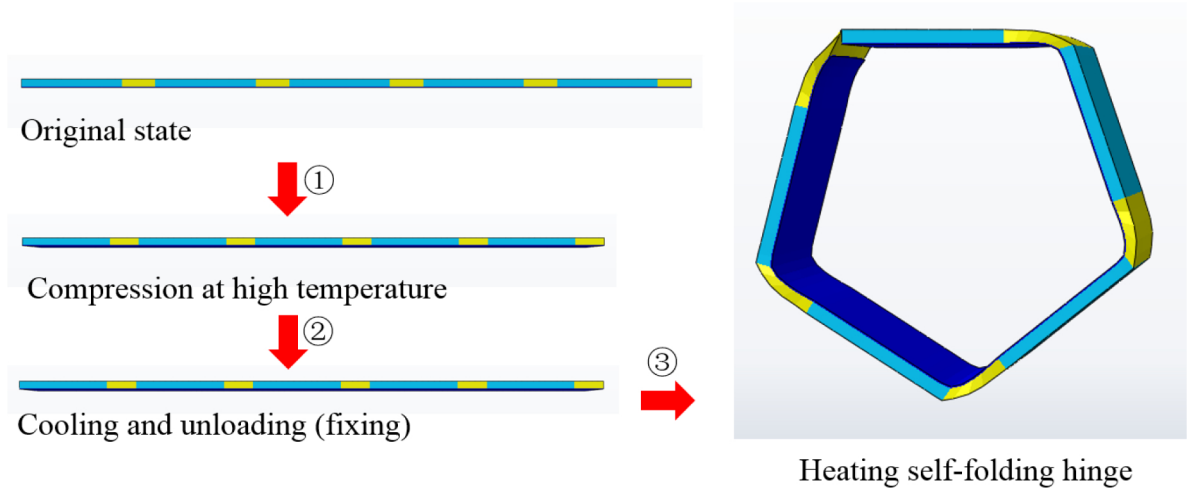 Original state
①
Compression at high temperature
②
③
Cooling and unloading (fixing)
Heating self-folding hinge